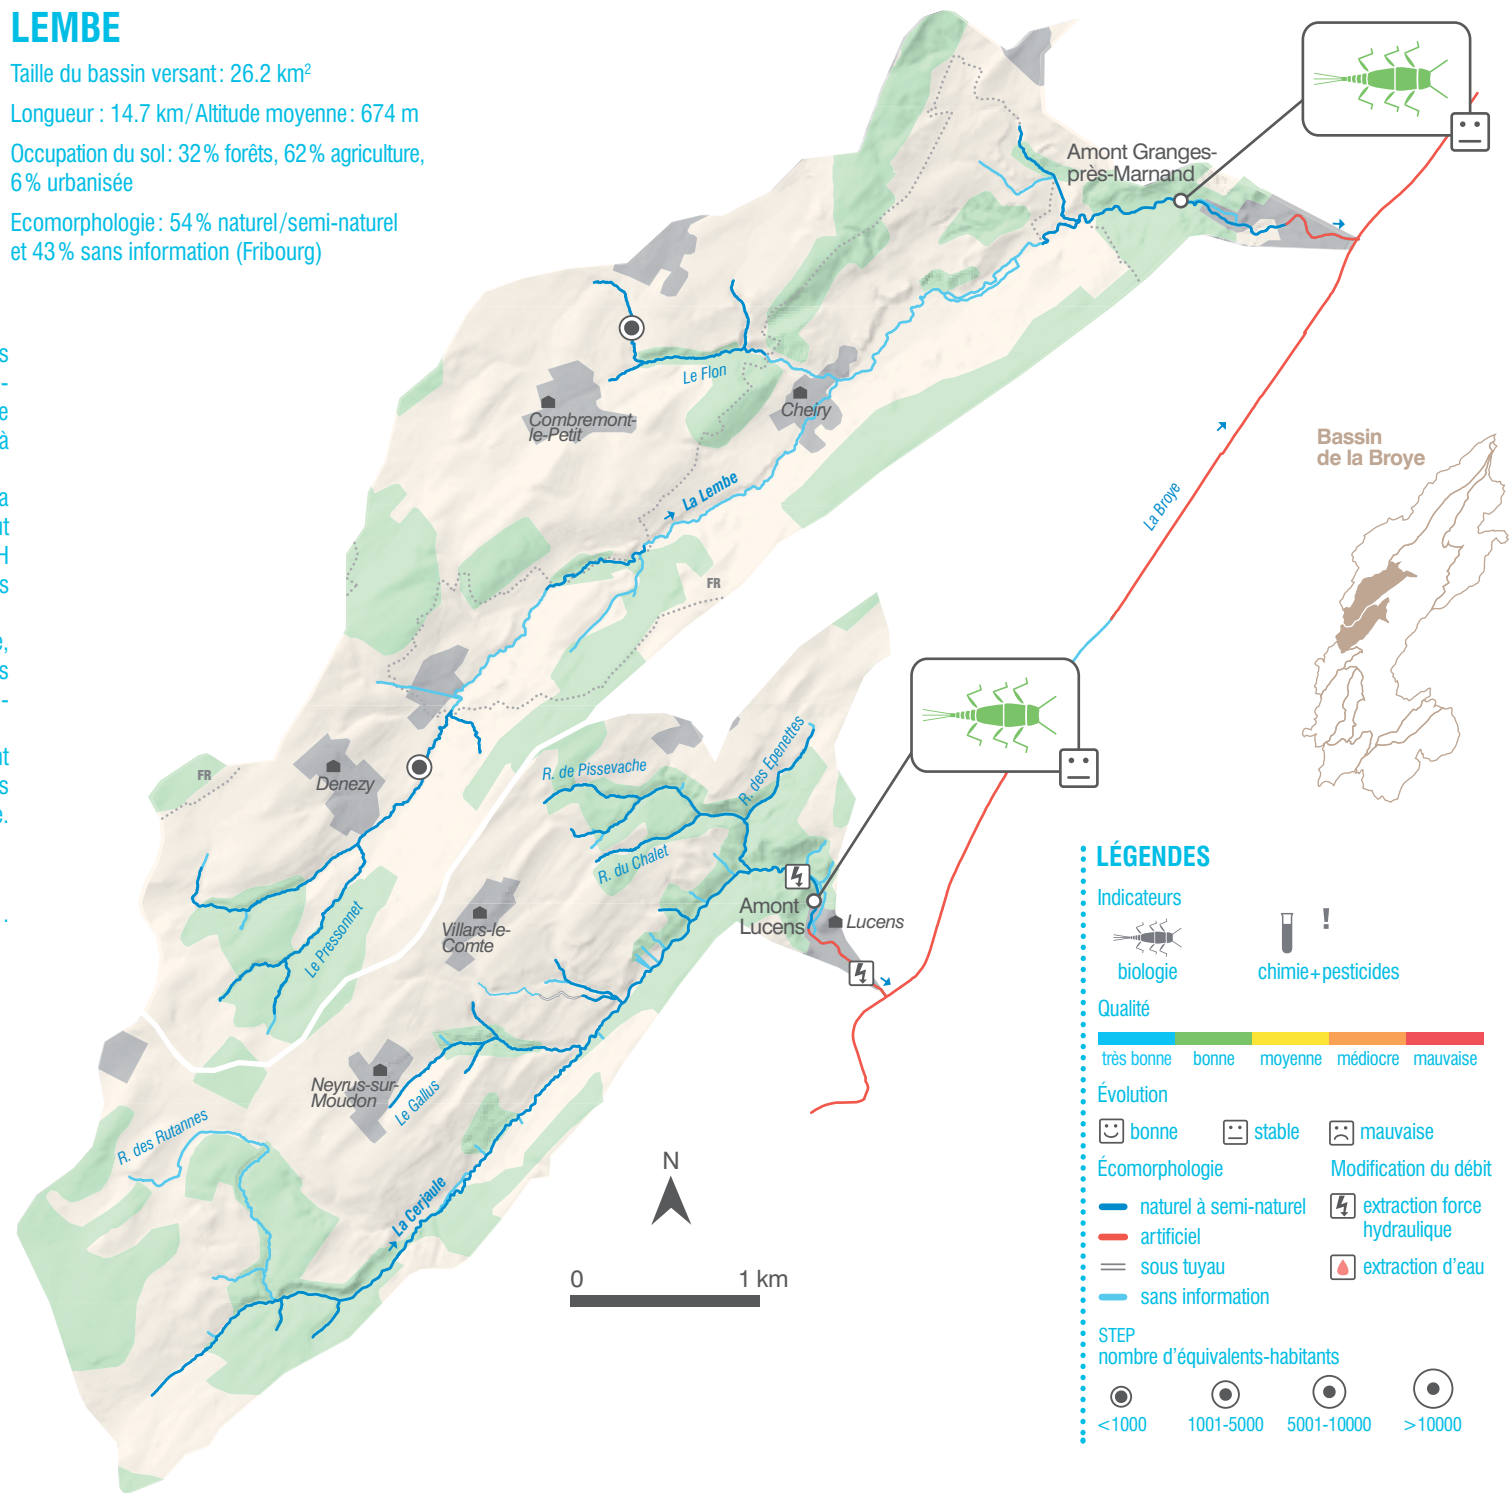 LEMBE
Taille du bassin versant : 26.2 km²
Longueur : 14.7 km/Altitude moyenne : 674 m
Occupation du sol : 32 % forêts, 62 % agriculture,
6 % urbanisée
Ecomorphologie : 54 % naturel/semi-naturel
et 43 % sans information (Fribourg)
s
-
e
à
a
ut
H
s
e,
s
-
nt
s
e.
.
Amont Granges-
près-Marnand
Le Flon
Combremont-
le-Petit
Cheiry
La Lembe
FR
La Broye
Bassin
de la Broye
FR
Denezy
R. de Pissevache
R. des Epenettes
R. du Chalet
Le Pressonnet
Villars-le-
Comte
Amont
Lucens
Lucens
Neyrus-sur-
Moudon
Le Gallus
R. des Rutannes
La Cerjaule
N
0 1 km
LÉGENDES
Indicateurs
!
biologie chimie+pesticides
Qualité
très bonne bonne moyenne médiocre mauvaise
Évolution
bonne stable mauvaise
Écomorphologie Modification du débit
naturel à semi-naturel
artificiel
sous tuyau
sans information
extraction force
hydraulique
extraction d'eau
STEP
nombre d'équivalents-habitants
<1000 1001-5000 5001-10000 >10000